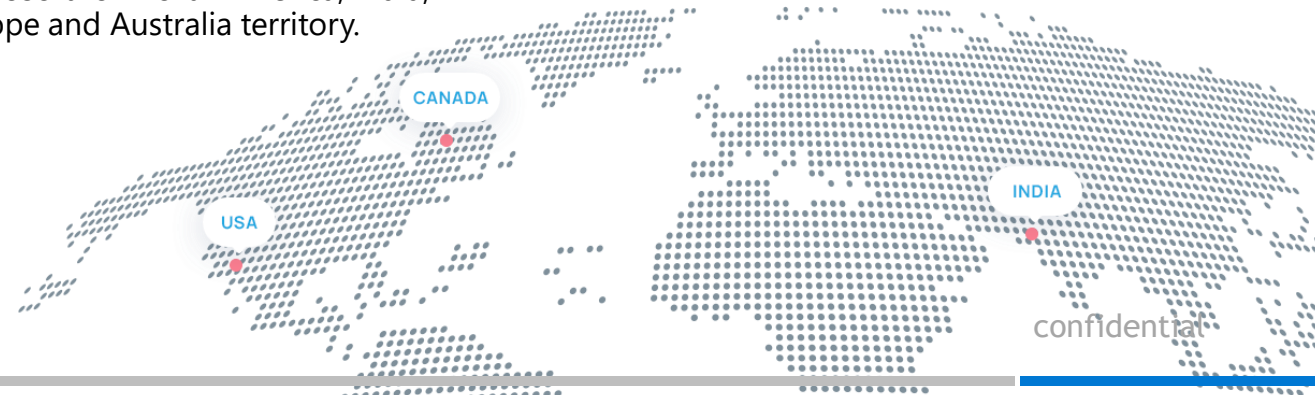 ope and Australia territory.
CANADA
INDIA
USA
confidential